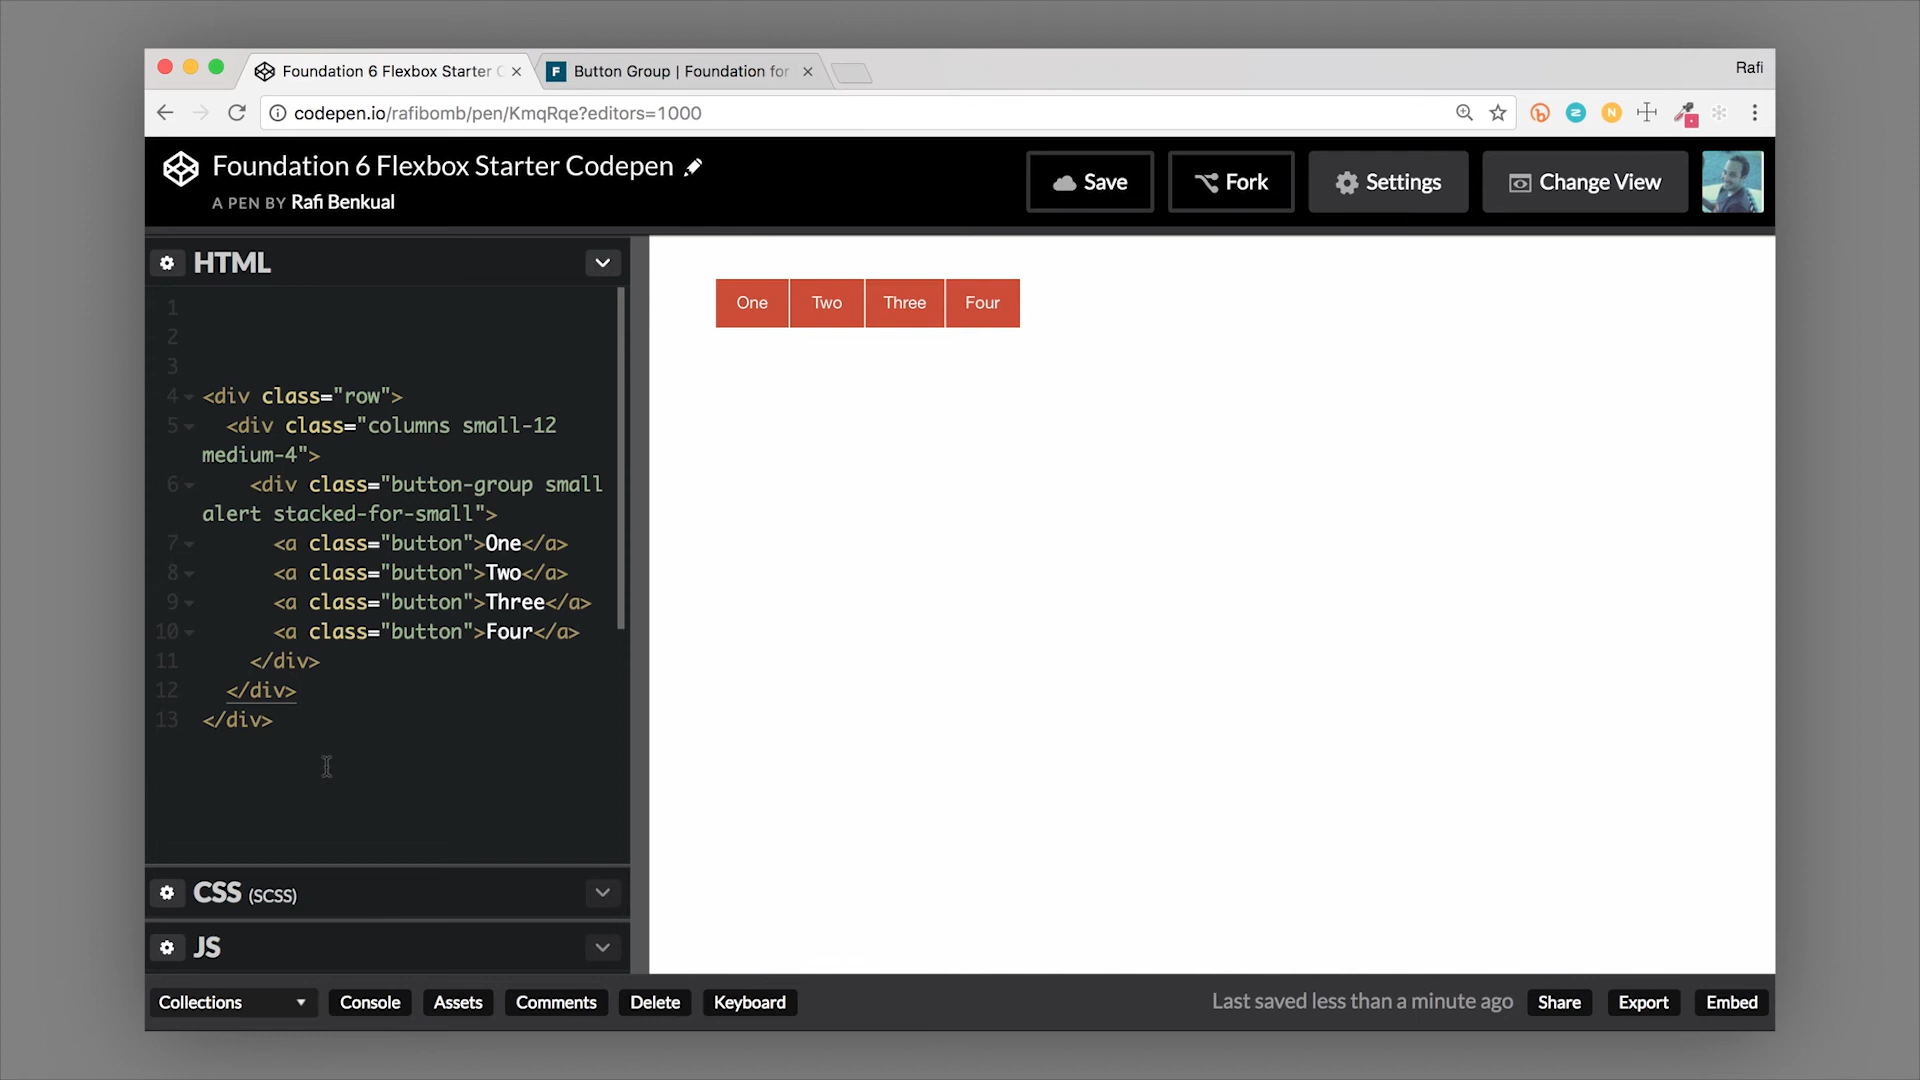 Foundation 6 Flexbox Starter C
Button Group | Foundation for
Rafi
codepen.io/rafibomb/pen/KmqRqe?editors=1000
Foundation 6 Flexbox Starter Codepen
A PEN BY Rafi Benkual
Save
Fork
Settings
Change View
HTML
1
2
3
4 <div class="row">
5 <div class="columns small-12
medium-4">
6 <div class="button-group small
alert stacked-for-small">
7 <a class="button">One</a>
8 <a class="button">Two</a>
9 <a class="button">Three</a>
10 <a class="button">Four</a>
11 </div>
12 </div>
13 </div>
One Two Three Four
CSS (SCSS)
JS
Collections Console Assets Comments Delete Keyboard
Last saved less than a minute ago Share Export Embed